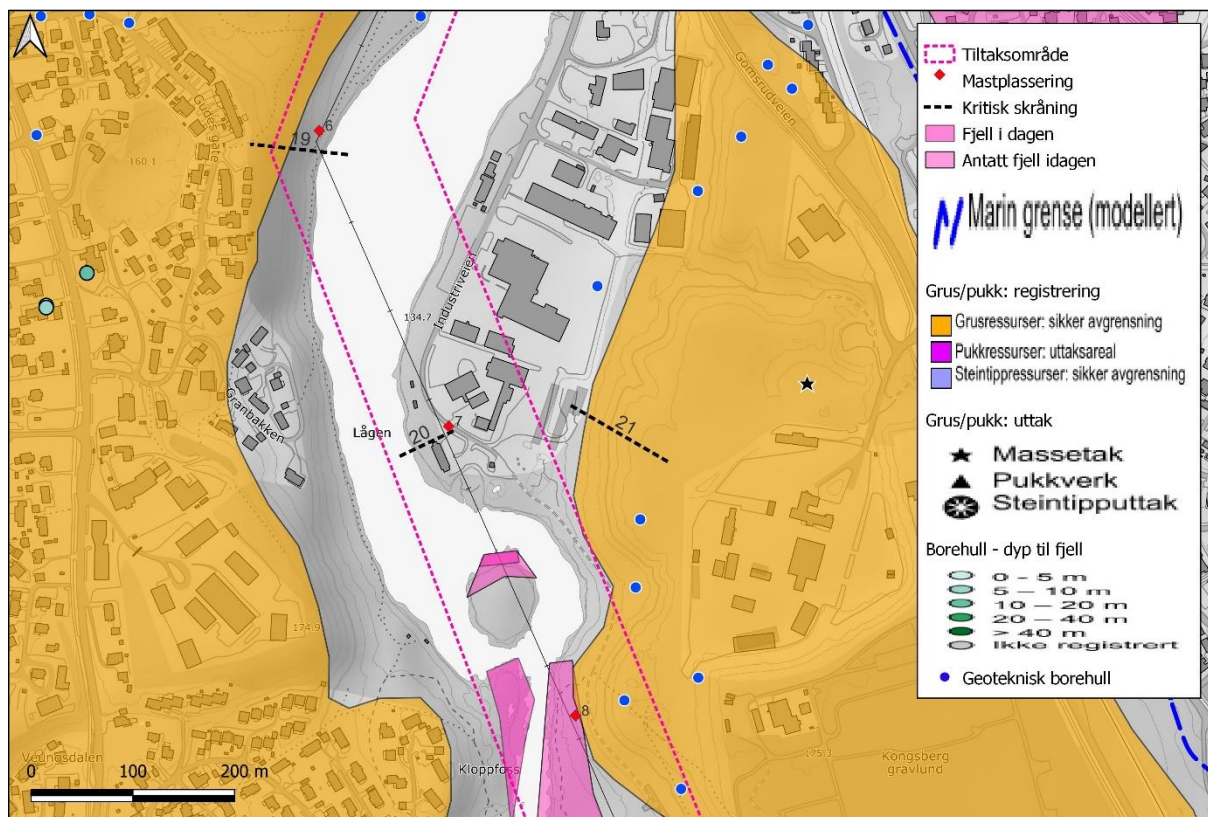 Tiltaksområde
Mastplassering
Kritisk skråning
Fjell i dagen
Antatt fjell idagen
Marin grense (modellert)
Grus/pukk: registrering
Grusressurser: sikker avgrensning
Pukkressurser: uttaksareal
Steintippressurser: sikker avgrensning
Grus/pukk: uttak
Massetak
Pukkverk
Steintipputtak
Borehull - dyp til fjell
0 - 5 m
5 – 10 m
10 – 20 m
20 – 40 m
> 40 m
Ikke registrert
Geoteknisk borehull
Gomsrudveien
Gudes gate
6
19
160.1
Industriveien
134.7
Granbakken
Lågen
7
20
21
174.9
8
Kloppfoss
175.3
Kongsberg
gravlund
0 100 200 m